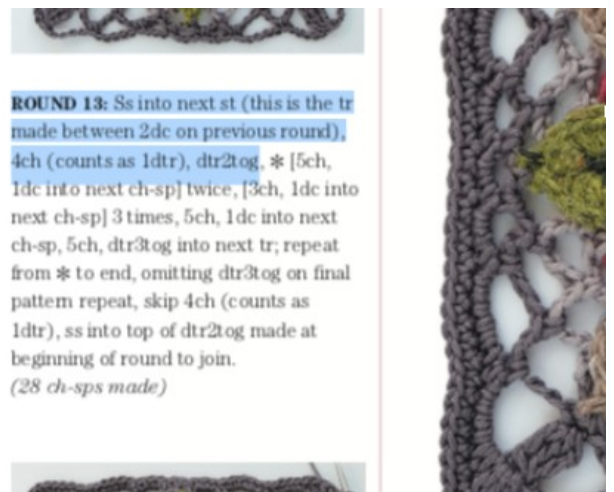 ROUND 13: Ss into next st (this is the tr
made between 2dc on previous round),
4ch (counts as 1dtr), dtr2tog, ✻ [5ch,
1dc into next ch-sp] twice, [3ch, 1dc into
next ch-sp] 3 times, 5ch, 1dc into next
ch-sp, 5ch, dtr3tog into next tr; repeat
from ✻ to end, omitting dtr3tog on final
pattern repeat, skip 4ch (counts as
1dtr), ss into top of dtr2tog made at
beginning of round to join.
(28 ch-sps made)